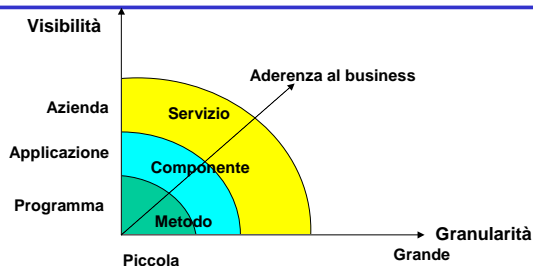 Visibilità
Aderenza al business
Azienda
Servizio
Applicazione
Componente
Programma
Metodo
Granularità
Grande
Piccola